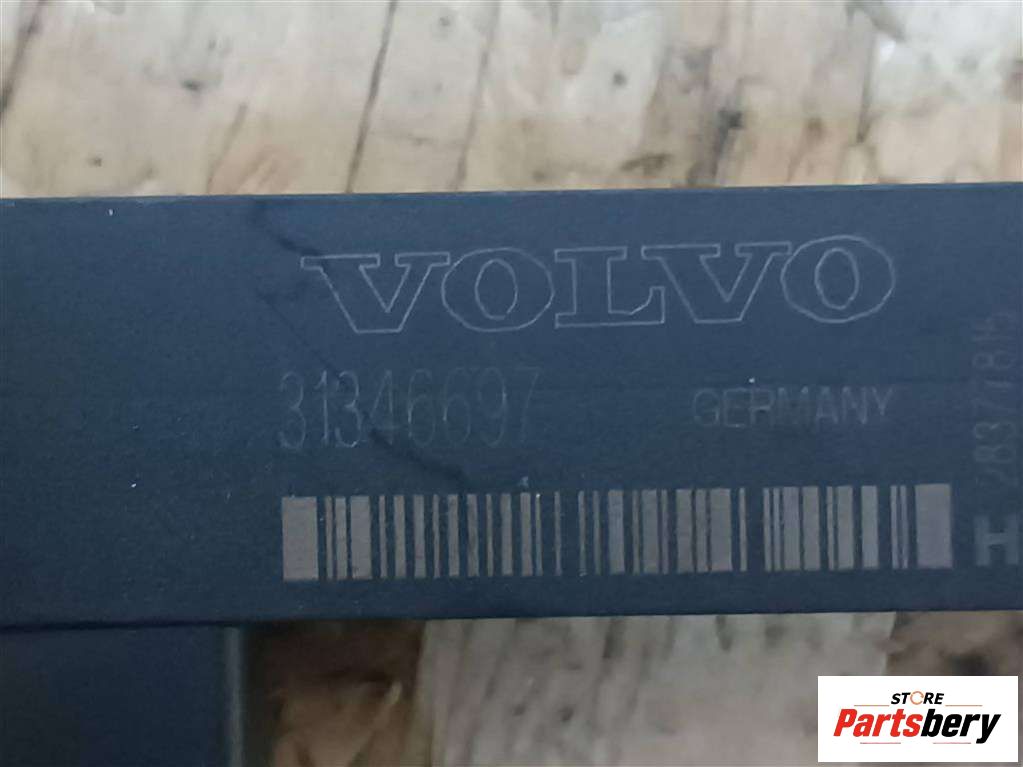 VOLVO
31346697
GERMANY
H
STORE
Partsbery